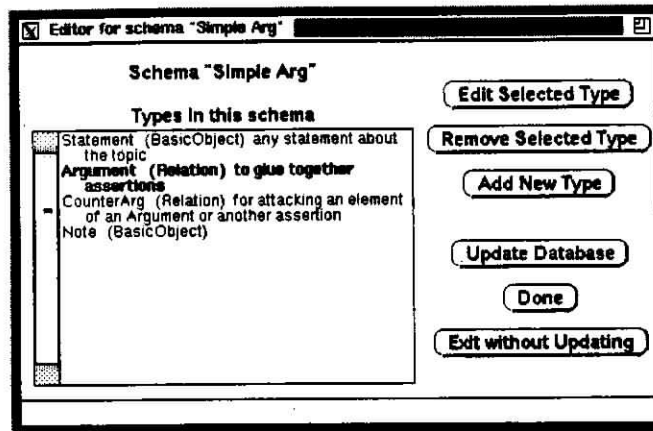 Editor for schema "Simple Arg"
Schema "Simple Arg"
Types in this schema
Statement (BasicObject) any statement about
the topic
Argument (Relation) to glue together
assertions
CounterArg (Relation) for attacking an element
of an Argument or another assertion
Note (BasicObject)
Edit Selected Type
Remove Selected Type
Add New Type
Update Database
Done
Exit without Updating